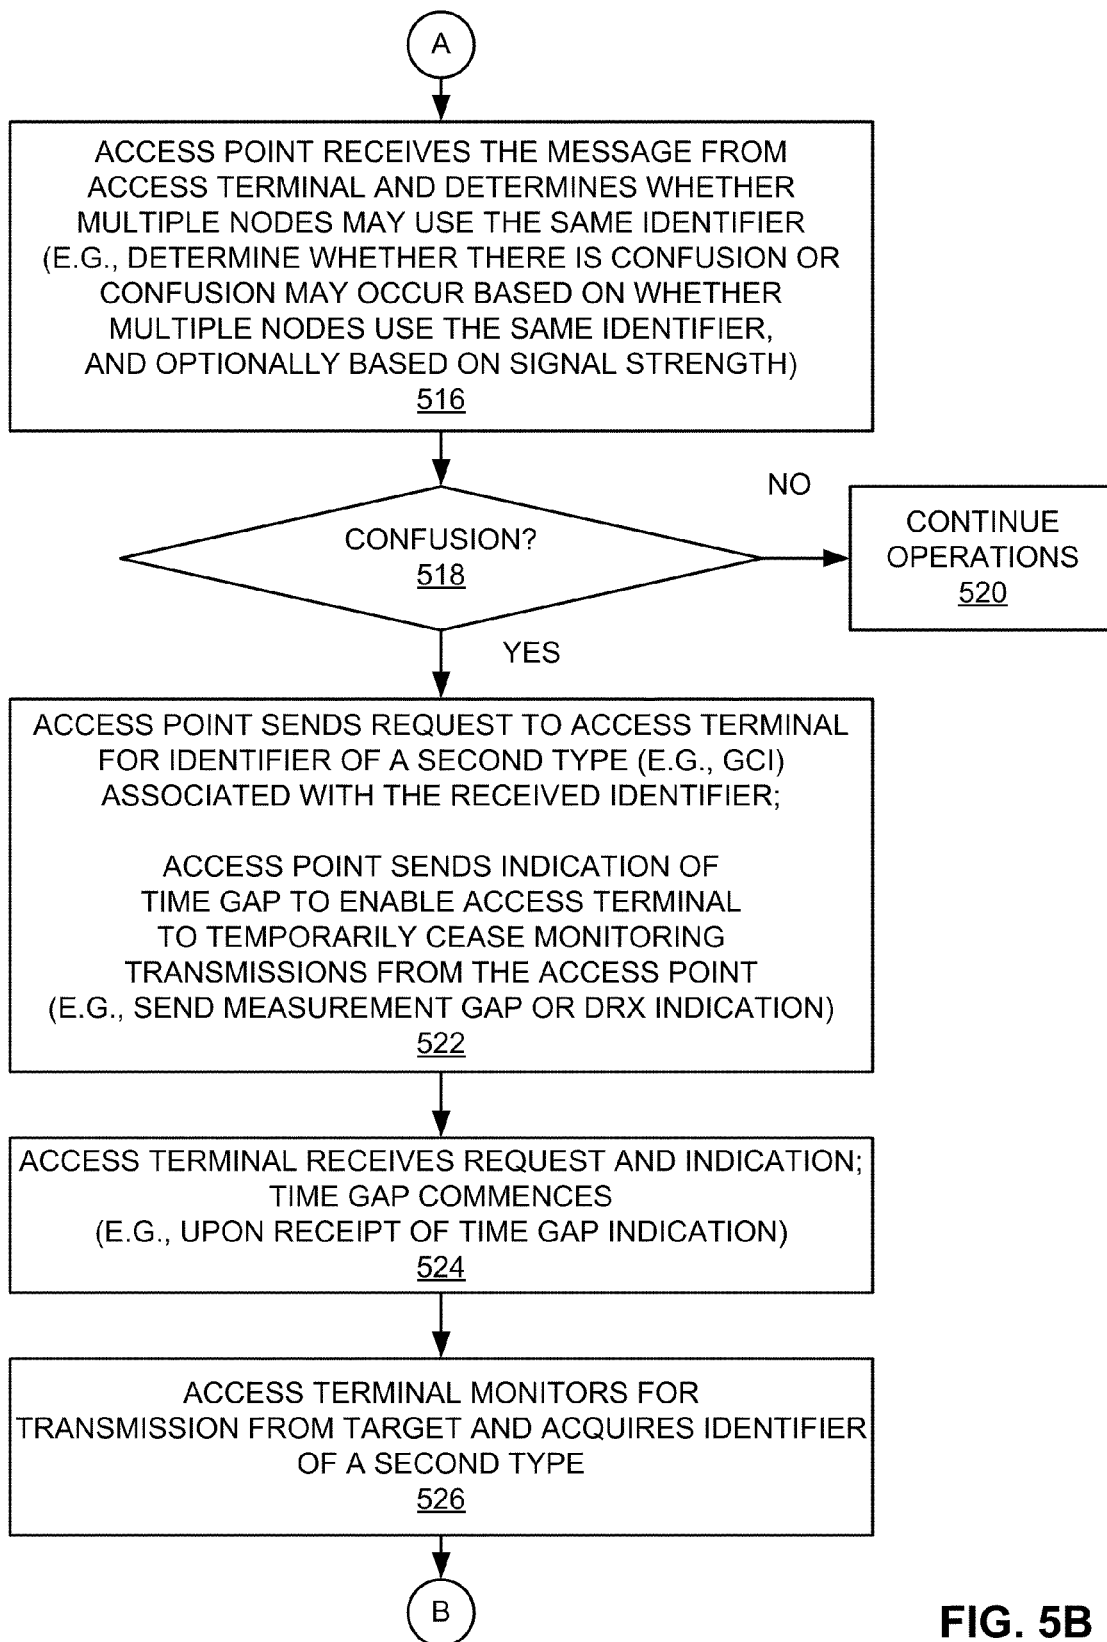 A
ACCESS POINT RECEIVES THE MESSAGE FROM
ACCESS TERMINAL AND DETERMINES WHETHER
MULTIPLE NODES MAY USE THE SAME IDENTIFIER
(E.G., DETERMINE WHETHER THERE IS CONFUSION OR
CONFUSION MAY OCCUR BASED ON WHETHER
MULTIPLE NODES USE THE SAME IDENTIFIER,
AND OPTIONALLY BASED ON SIGNAL STRENGTH)
516
CONFUSION?
518
NO
CONTINUE
OPERATIONS
520
YES
ACCESS POINT SENDS REQUEST TO ACCESS TERMINAL
FOR IDENTIFIER OF A SECOND TYPE (E.G., GCI)
ASSOCIATED WITH THE RECEIVED IDENTIFIER;
ACCESS POINT SENDS INDICATION OF
TIME GAP TO ENABLE ACCESS TERMINAL
TO TEMPORARILY CEASE MONITORING
TRANSMISSIONS FROM THE ACCESS POINT
(E.G., SEND MEASUREMENT GAP OR DRX INDICATION)
522
ACCESS TERMINAL RECEIVES REQUEST AND INDICATION;
TIME GAP COMMENCES
(E.G., UPON RECEIPT OF TIME GAP INDICATION)
524
ACCESS TERMINAL MONITORS FOR
TRANSMISSION FROM TARGET AND ACQUIRES IDENTIFIER
OF A SECOND TYPE
526
B
FIG. 5B